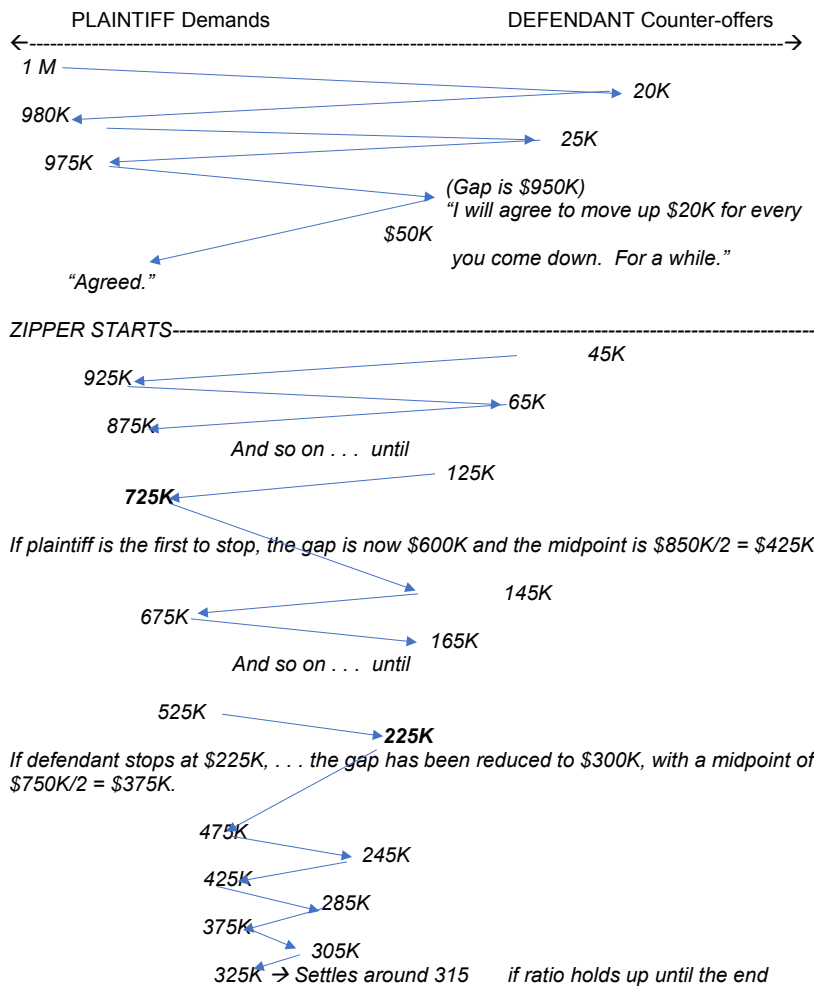 PLAINTIFF Demands DEFENDANT Counter-offers
1 M
20K
980K
25K
975K
(Gap is $950K)
“I will agree to move up $20K for every
$50K
you come down. For a while.”
“Agreed.”
ZIPPER STARTS
45K
925K
65K
875K
And so on . . . until
125K
725K
If plaintiff is the first to stop, the gap is now $600K and the midpoint is $850K/2 = $425K
145K
675K
165K
And so on . . . until
525K
225K
If defendant stops at $225K, . . . the gap has been reduced to $300K, with a midpoint of
$750K/2 = $375K.
475K
245K
425K
285K
375K
305K
325K → Settles around 315 if ratio holds up until the end